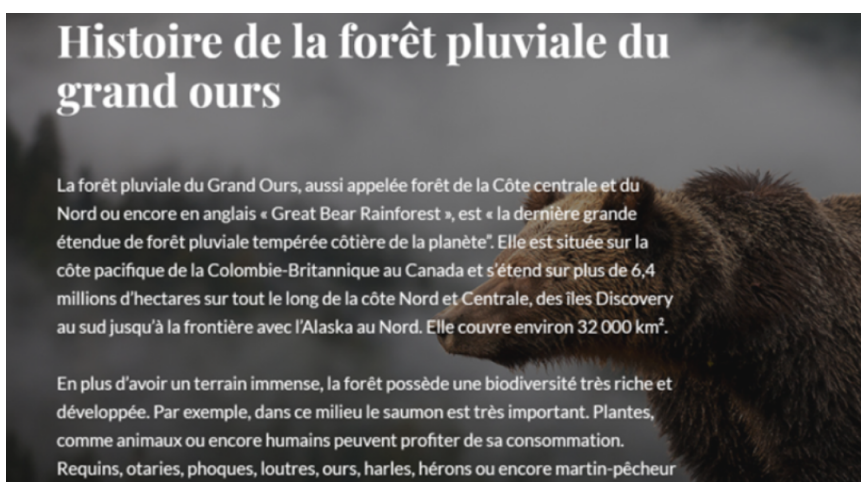 Histoire de la forêt pluviale du
grand ours
La forêt pluviale du Grand Ours, aussi appelée forêt de la Côte centrale et du
Nord ou encore en anglais « Great Bear Rainforest », est « la dernière grande
étendue de forêt pluviale tempérée côtière de la planète”. Elle est située sur la
côte pacifique de la Colombie-Britannique au Canada et s’étend sur plus de 6,4
millions d’hectares sur tout le long de la côte Nord et Centrale, des îles Discovery
au sud jusqu’à la frontière avec l’Alaska au Nord. Elle couvre environ 32 000 km².
En plus d’avoir un terrain immense, la forêt possède une biodiversité très riche et
développée. Par exemple, dans ce milieu le saumon est très important. Plantes,
comme animaux ou encore humains peuvent profiter de sa consommation.
Requins, otaries, phoques, loutres, ours, harles, hérons ou encore martin-pêcheur